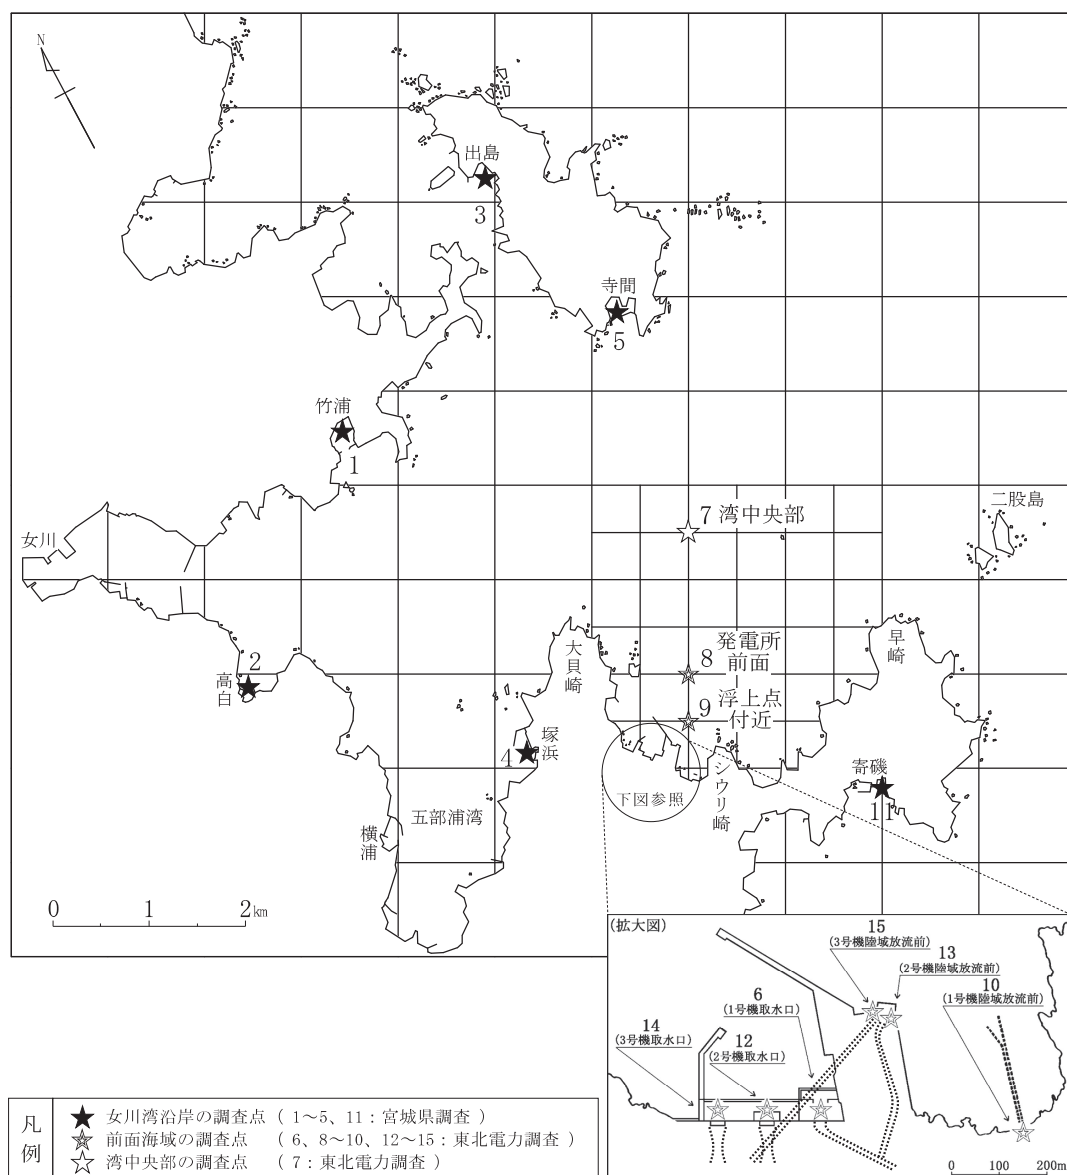 N
出島
3
寺間
5
竹浦
1
女川
2
高白
7 湾中央部
二股島
大貝崎
8 発電所前面
9 浮上点付近
早崎
4
塚浜
下図参照
シウリ崎
寄磯
11
五部浦湾
横浦
0 1 2km
(拡大図)
15
(3号機陸域放流前)
13
(2号機陸域放流前)
10
(1号機陸域放流前)
6
(1号機取水口)
14
(3号機取水口)
12
(2号機取水口)
0 100 200m
凡例
女川湾沿岸の調査点 ( 1~5、11:宮城県調査 )
前面海域の調査点 ( 6、8~10、12~15:東北電力調査 )
湾中央部の調査点 ( 7:東北電力調査 )